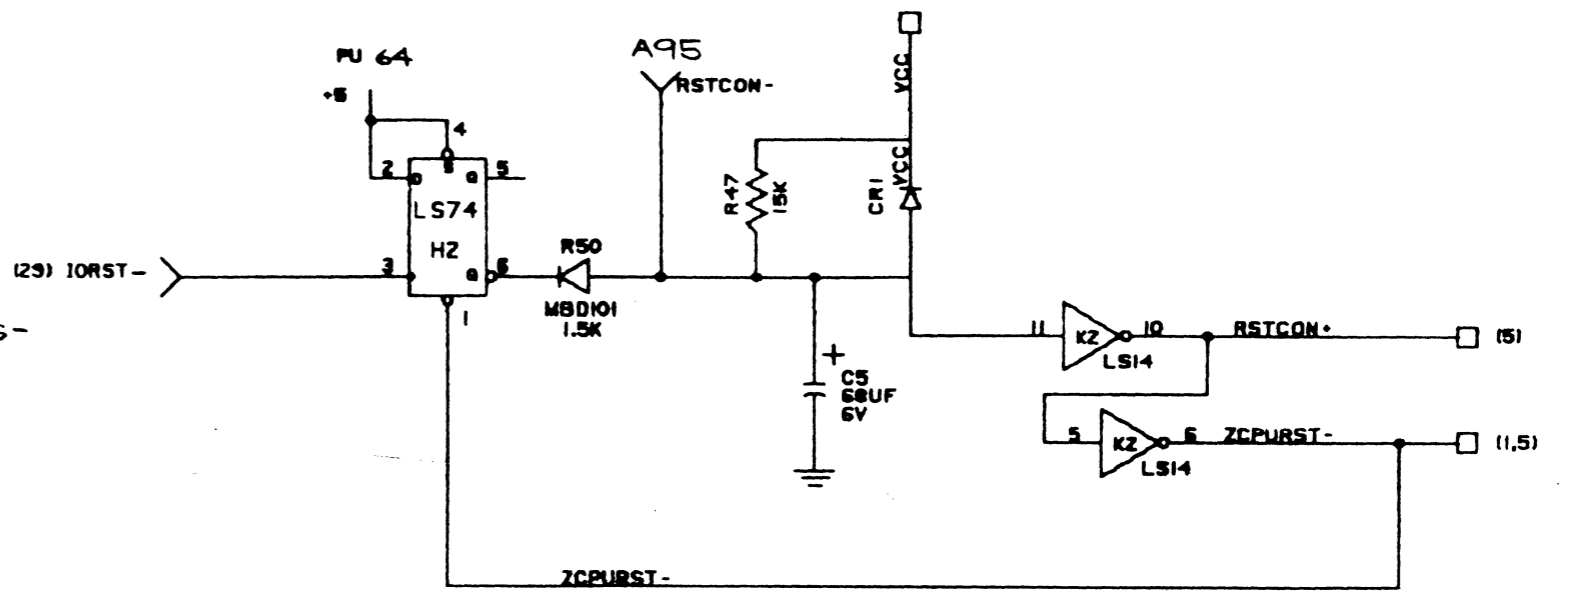 PU 64
+5
A95
RSTCON-
VCC
VCC
4
2
D
S
Q
5
LS74
H2
R47
15K
CR1
(29) IORST-
3
Q
6
1
R50
MBD101
1.5K
S-
+
C5
68UF
6V
11
K2
10
LS14
RSTCON+
(5)
5
K2
6
LS14
ZCPURST-
(1,5)
ZCPURST-